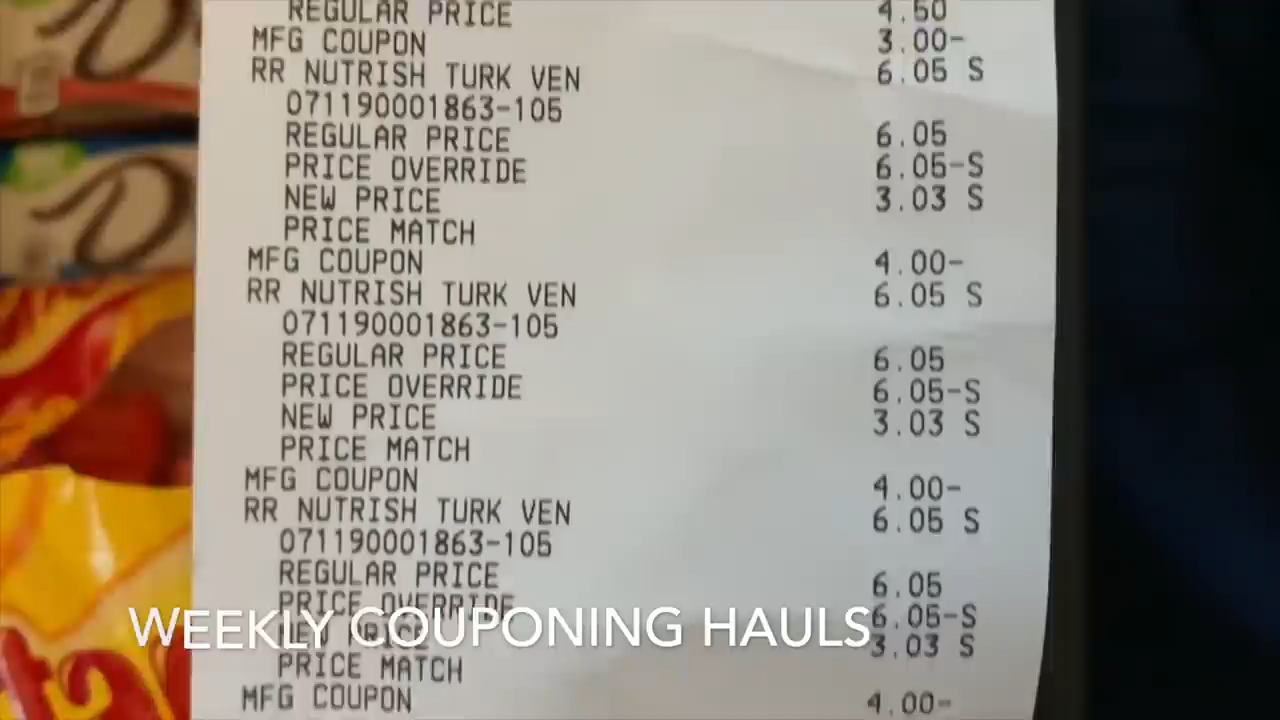 REGULAR PRICE 4.50
MFG COUPON 3.00-
RR NUTRISH TURK VEN 6.05 S
071190001863-105
REGULAR PRICE 6.05
PRICE OVERRIDE 6.05-S
NEW PRICE 3.03 S
PRICE MATCH
MFG COUPON 4.00-
RR NUTRISH TURK VEN 6.05 S
071190001863-105
REGULAR PRICE 6.05
PRICE OVERRIDE 6.05-S
NEW PRICE 3.03 S
PRICE MATCH
MFG COUPON 4.00-
RR NUTRISH TURK VEN 6.05 S
071190001863-105
REGULAR PRICE 6.05
PRICE OVERRIDE 6.05-S
WEEKLY COUPONING HAULS
NEW PRICE 3.03 S
PRICE MATCH
MFG COUPON 4.00-